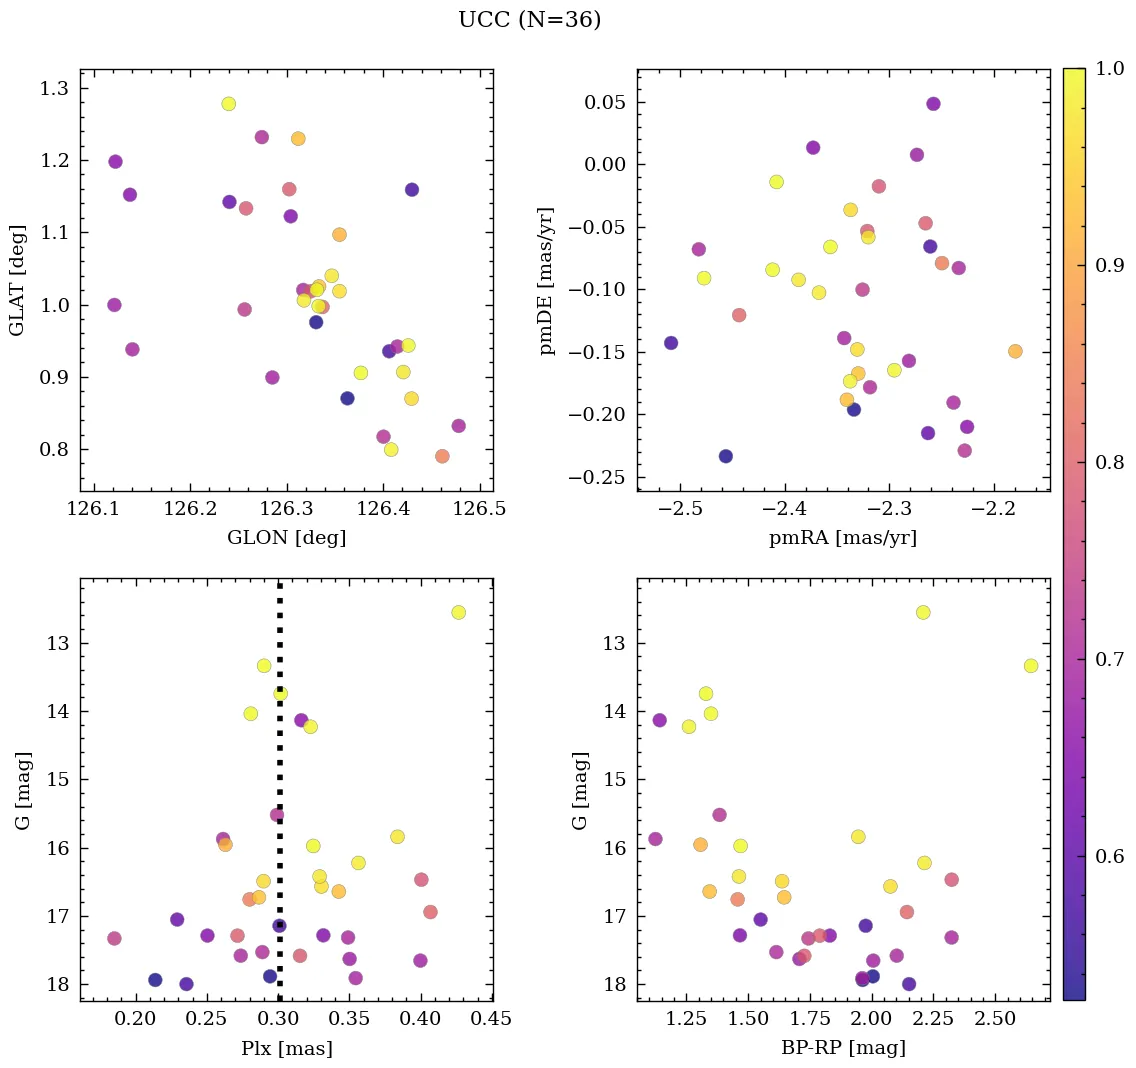 UCC (N=36)
1.3
1.2
1.1
1.0
0.9
0.8
GLAT [deg]
126.1 126.2 126.3 126.4 126.5
GLON [deg]
0.05
0.00
−0.05
−0.10
−0.15
−0.20
−0.25
pmDE [mas/yr]
−2.5 −2.4 −2.3 −2.2
pmRA [mas/yr]
1.0
0.9
0.8
0.7
0.6
13
14
15
16
17
18
G [mag]
0.20 0.25 0.30 0.35 0.40 0.45
Plx [mas]
13
14
15
16
17
18
G [mag]
1.25 1.50 1.75 2.00 2.25 2.50
BP-RP [mag]